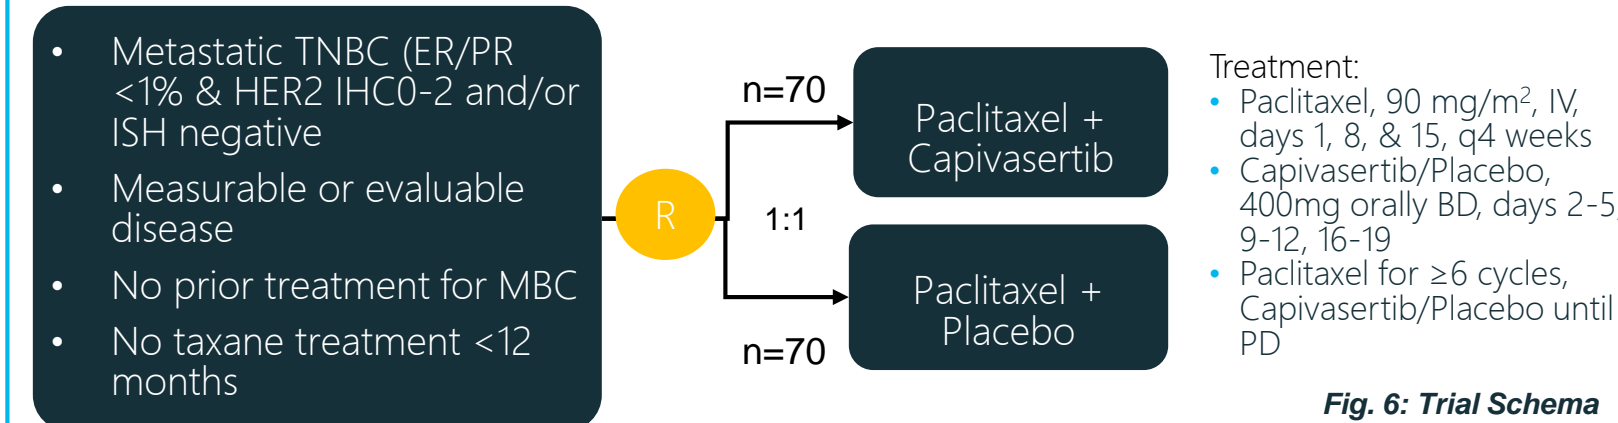 • Metastatic TNBC (ER/PR
<1% & HER2 IHC0-2 and/or
ISH negative
• Measurable or evaluable
disease
• No prior treatment for MBC
• No taxane treatment <12
months
R
n=70
1:1
n=70
Paclitaxel +
Capivasertib
Paclitaxel +
Placebo
Treatment:
• Paclitaxel, 90 mg/m², IV,
days 1, 8, & 15, q4 weeks
• Capivasertib/Placebo,
400mg orally BD, days 2-5,
9-12, 16-19
• Paclitaxel for ≥6 cycles,
Capivasertib/Placebo until
PD
Fig. 6: Trial Schema